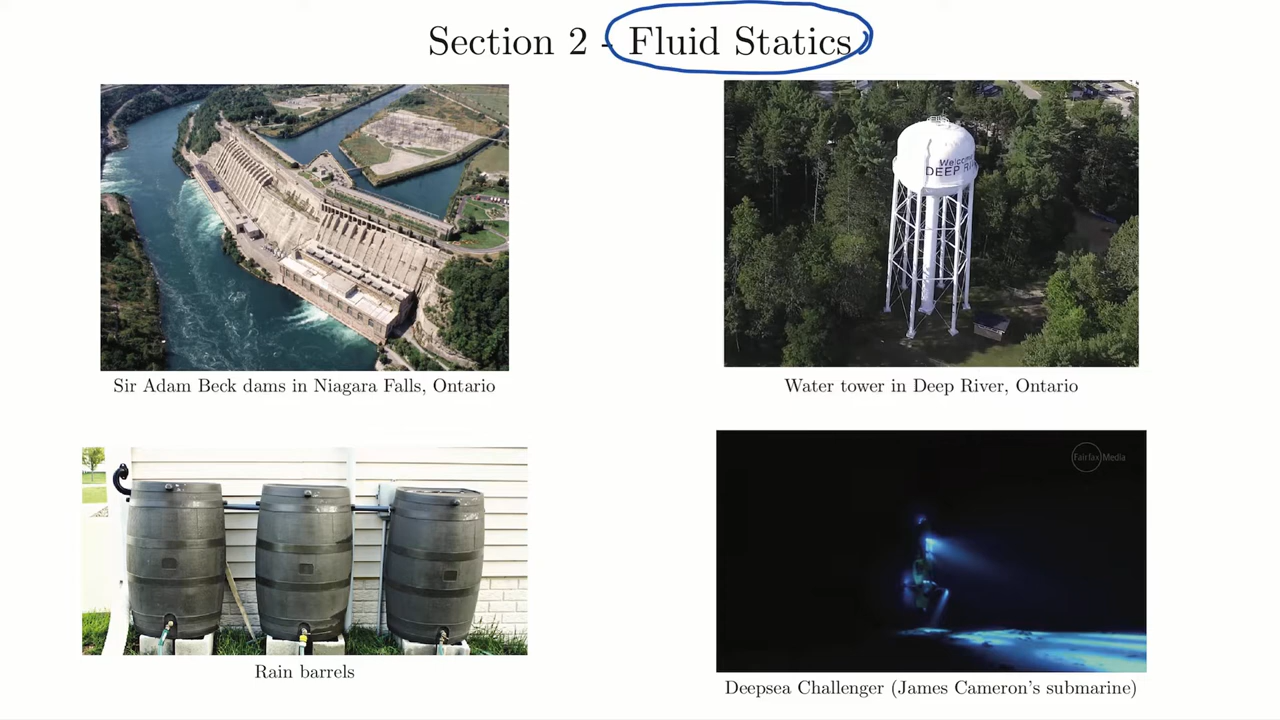 Section 2 - Fluid Statics
Welcome
DEEP RI
Sir Adam Beck dams in Niagara Falls, Ontario
Water tower in Deep River, Ontario
Fairfax Media
Rain barrels
Deepsea Challenger (James Cameron's submarine)